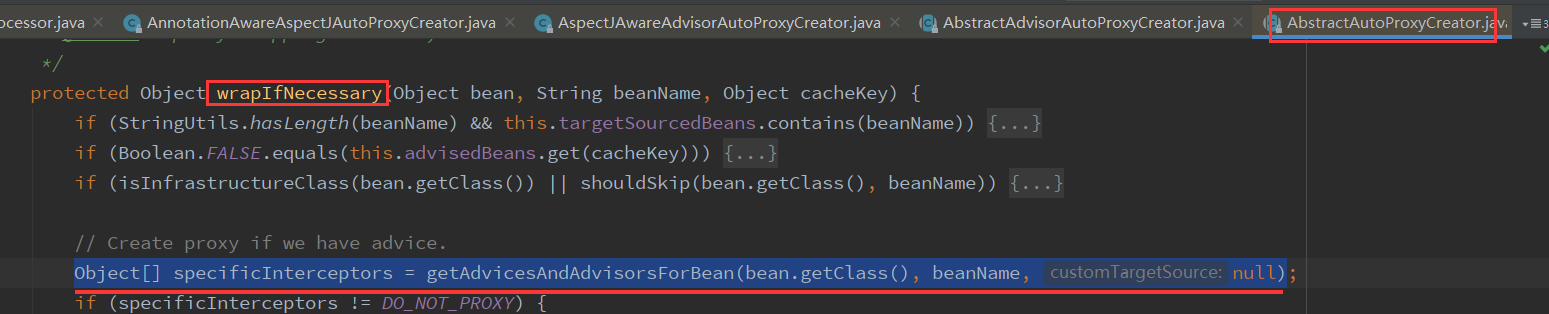 ocessor.java × AnnotationAwareAspectJAutoProxyCreator.java × AspectJAwareAdvisorAutoProxyCreator.java × AbstractAdvisorAutoProxyCreator.java × AbstractAutoProxyCreator.java
*/
protected Object wrapIfNecessary(Object bean, String beanName, Object cacheKey) {
if (StringUtils.hasLength(beanName) && this.targetSourcedBeans.contains(beanName)) {...}
if (Boolean.FALSE.equals(this.advisedBeans.get(cacheKey))) {...}
if (isInfrastructureClass(bean.getClass()) || shouldSkip(bean.getClass(), beanName)) {...}
// Create proxy if we have advice.
Object[] specificInterceptors = getAdvicesAndAdvisorsForBean(bean.getClass(), beanName, customTargetSource: null);
if (specificInterceptors != DO_NOT_PROXY) {